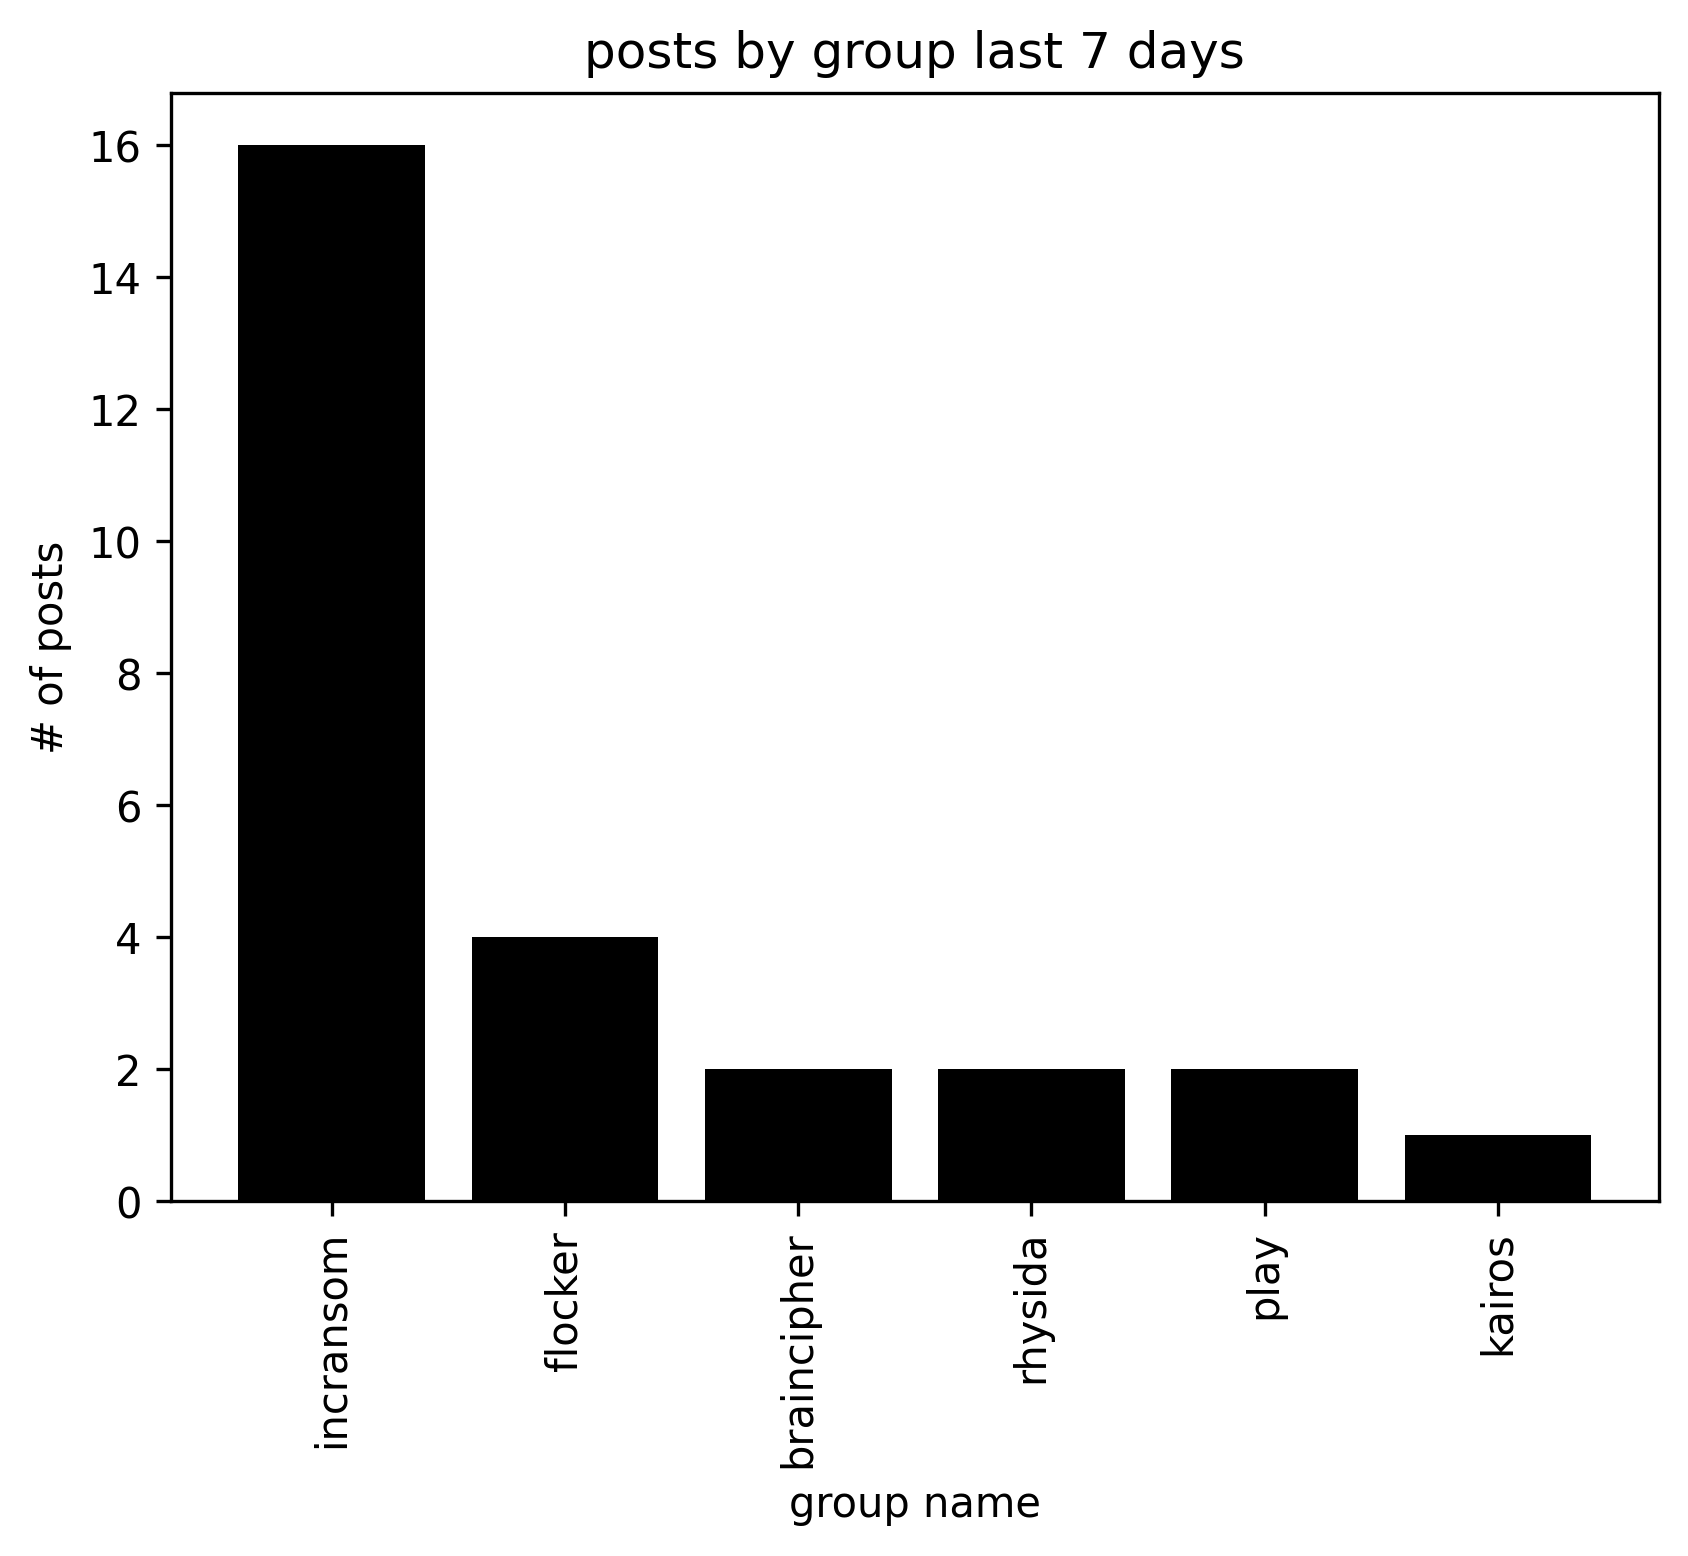 posts by group last 7 days
16
14
12
10
8
6
4
2
0
# of posts
incransom
flocker
braincipher
rhysida
play
kairos
group name